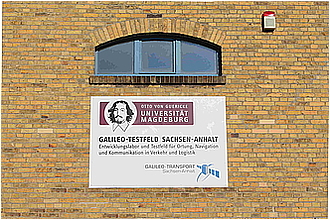 OTTO VON GUERICKE
UNIVERSITÄT
MAGDEBURG
GALILEO-TESTFELD SACHSEN-ANHALT
Entwicklungslabor und Testfeld für Ortung, Navigation
und Kommunikation in Verkehr und Logistik
GALILEO-TRANSPORT
Sachsen-Anhalt